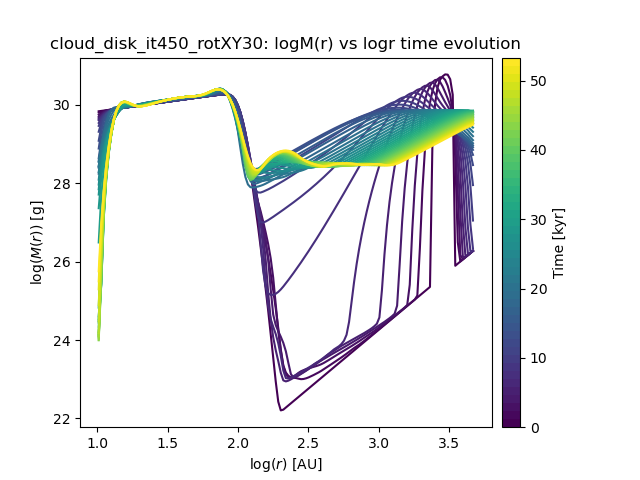 cloud_disk_it450_rotXY30: logM(r) vs logr time evolution
log(M(r)) [g]
30
28
26
24
22
1.0 1.5 2.0 2.5 3.0 3.5
log(r) [AU]
50
40
30
20
10
0
Time [kyr]